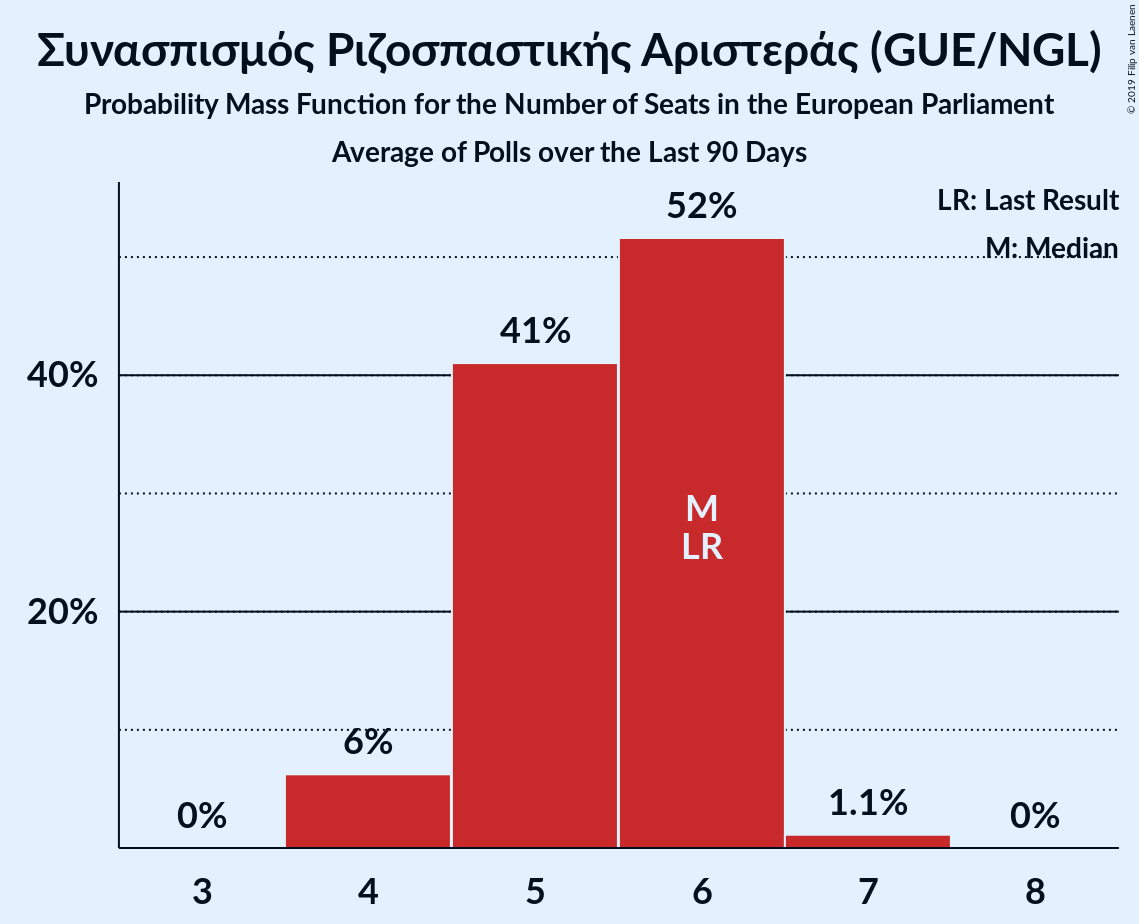 Συνασπισμός Ριζοσπαστικής Αριστεράς (GUE/NGL)
Probability Mass Function for the Number of Seats in the European Parliament
Average of Polls over the Last 90 Days
© 2019 Filip van Laenen
LR: Last Result
M: Median
52%
41%
40%
M
LR
20%
6%
1.1%
0%
0%
3 4 5 6 7 8